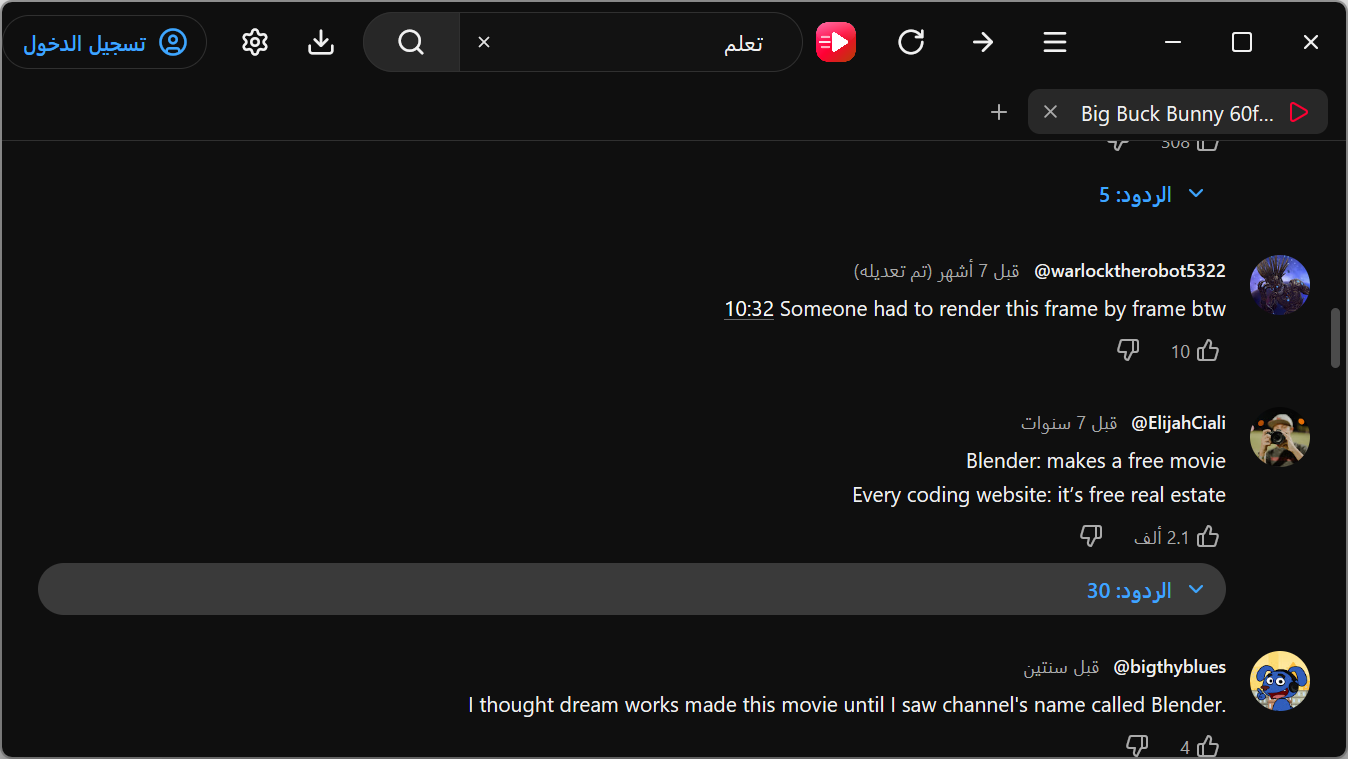 تعلم
تسجيل الدخول
Big Buck Bunny 60f...
308
الردود: 5
@warlocktherobot5322 قبل 7 أشهر (تم تعديله)
10:32 Someone had to render this frame by frame btw
10
@ElijahCiali قبل 7 سنوات
Blender: makes a free movie
Every coding website: it’s free real estate
2.1 ألف
الردود: 30
@bigthyblues قبل سنتين
I thought dream works made this movie until I saw channel's name called Blender.
4